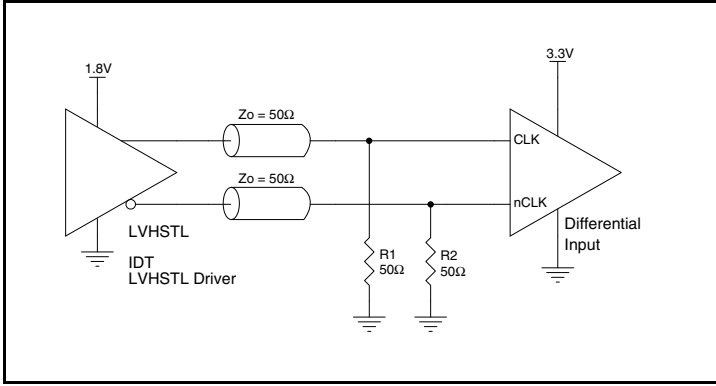 1.8V
3.3V
Zo = 50Ω
CLK
Zo = 50Ω
nCLK
LVHSTL
Differential
Input
IDT
LVHSTL Driver
R1
50Ω
R2
50Ω